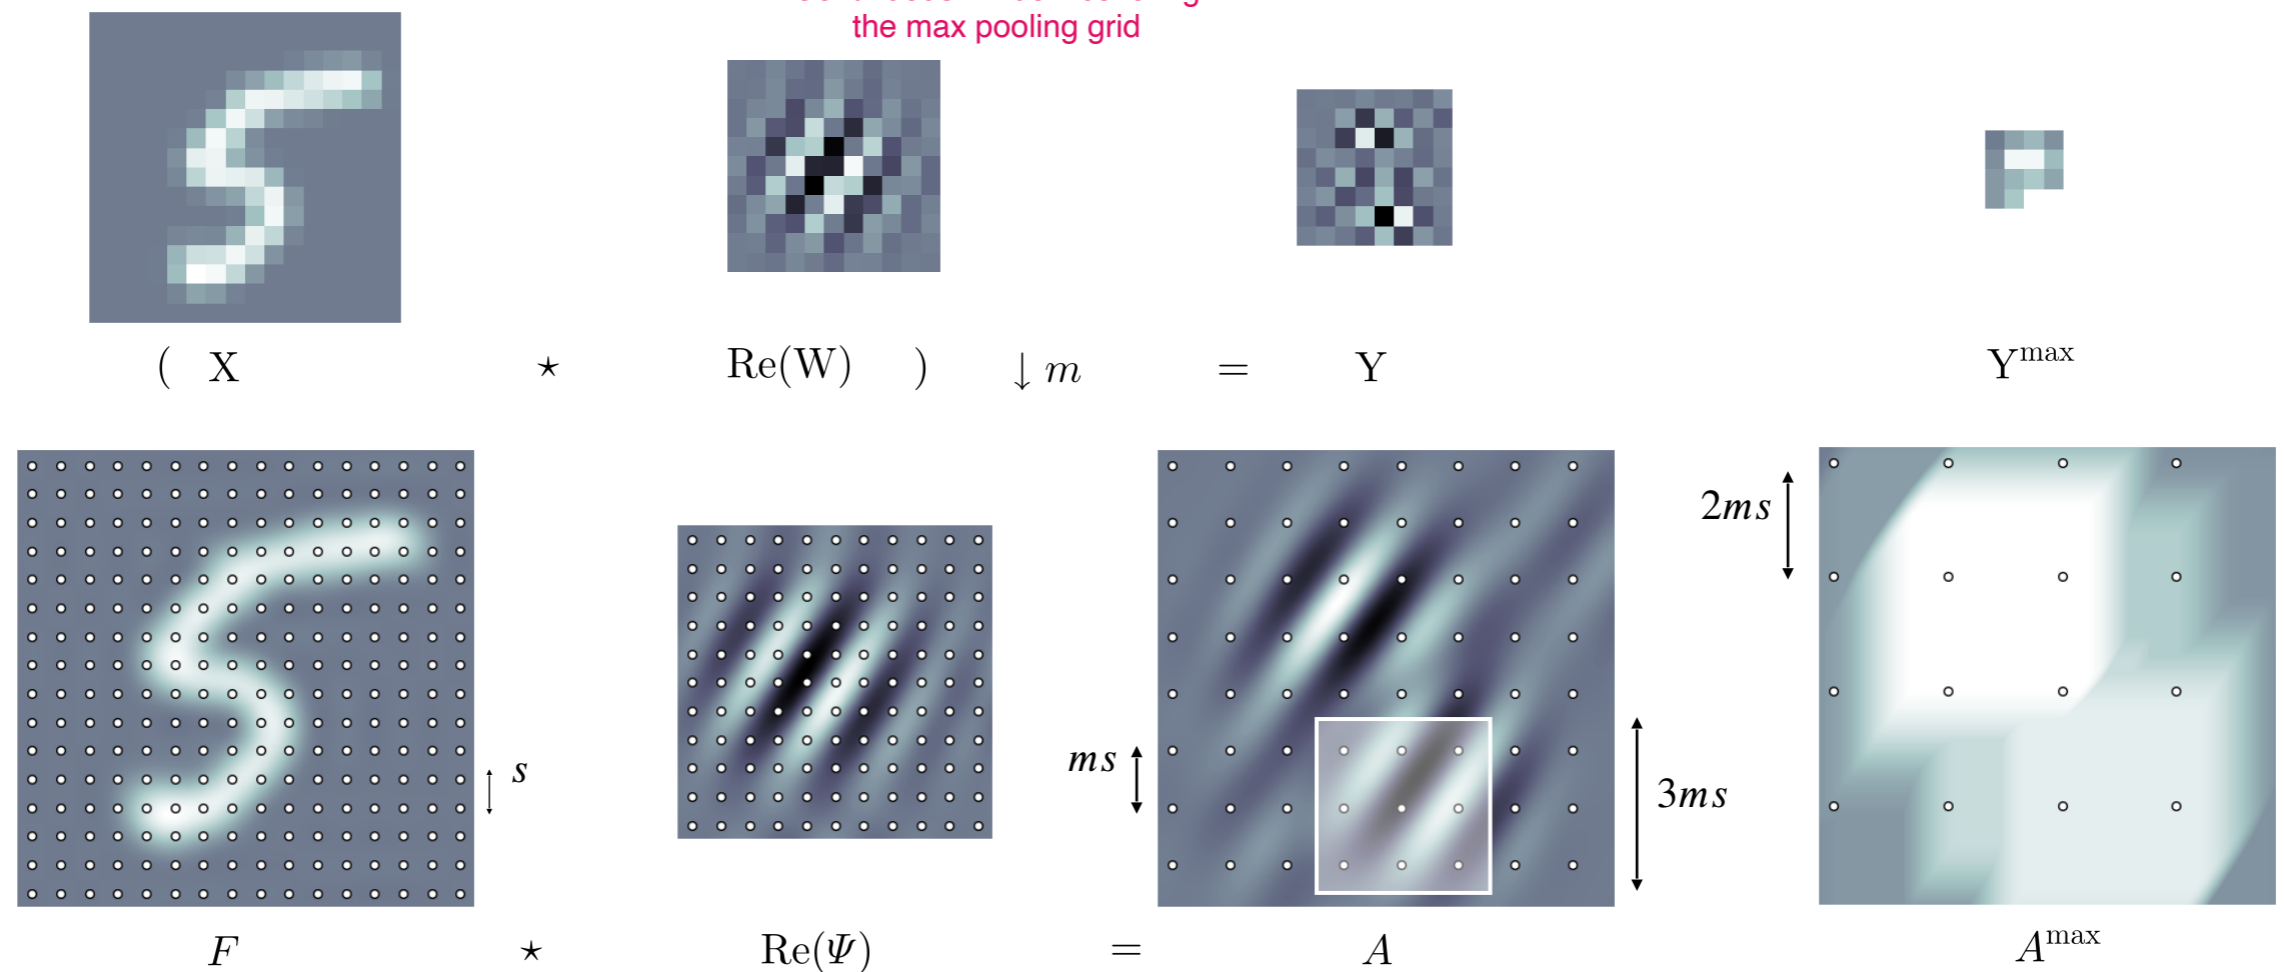 the max pooling grid
( X ⋆ Re(W) ) ↓ m = Y Y^max
2ms
s
ms
3ms
F ⋆ Re(Ψ) = A A^max